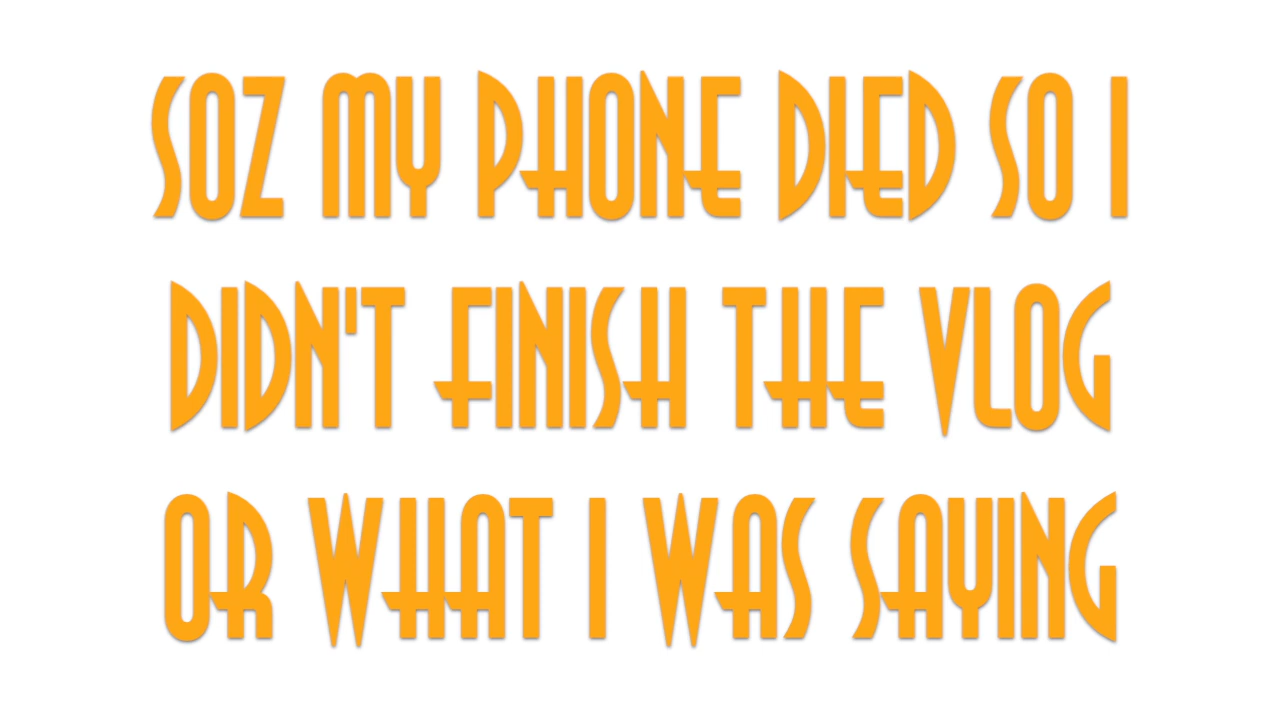 SOZ MY PHONE DIED SO I
DIDN'T FINISH THE VLOG
OR WHAT I WAS SAYING